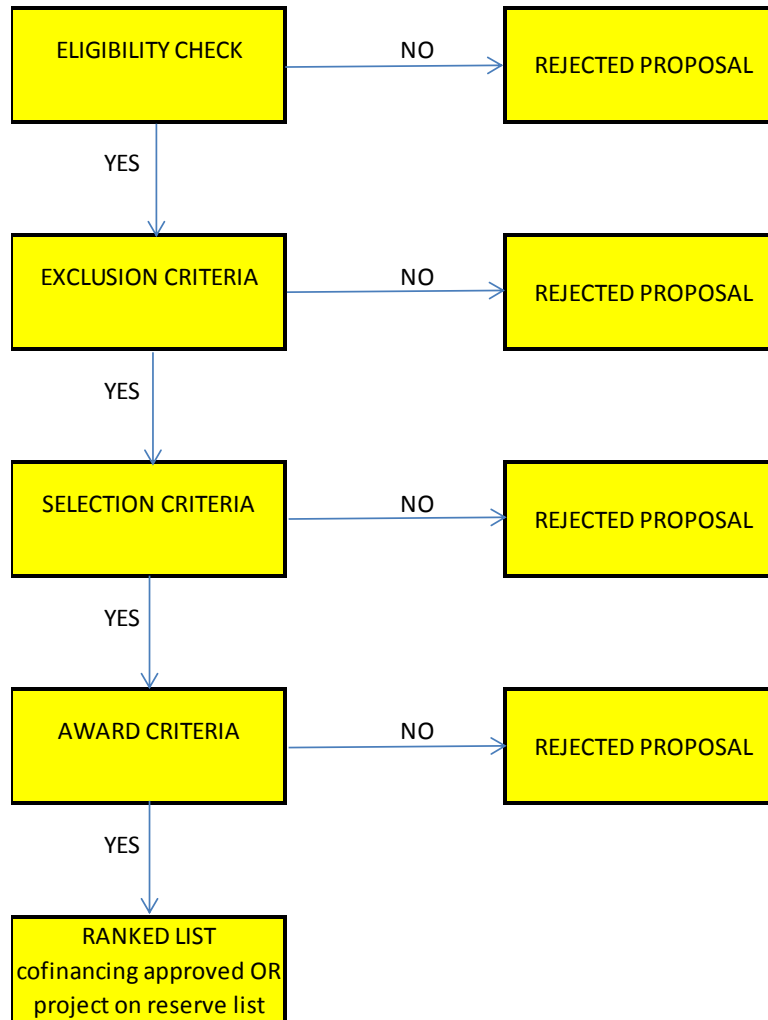 ELIGIBILITY CHECK
NO
REJECTED PROPOSAL
YES
EXCLUSION CRITERIA
NO
REJECTED PROPOSAL
YES
SELECTION CRITERIA
NO
REJECTED PROPOSAL
YES
AWARD CRITERIA
NO
REJECTED PROPOSAL
YES
RANKED LIST
cofinancing approved OR
project on reserve list